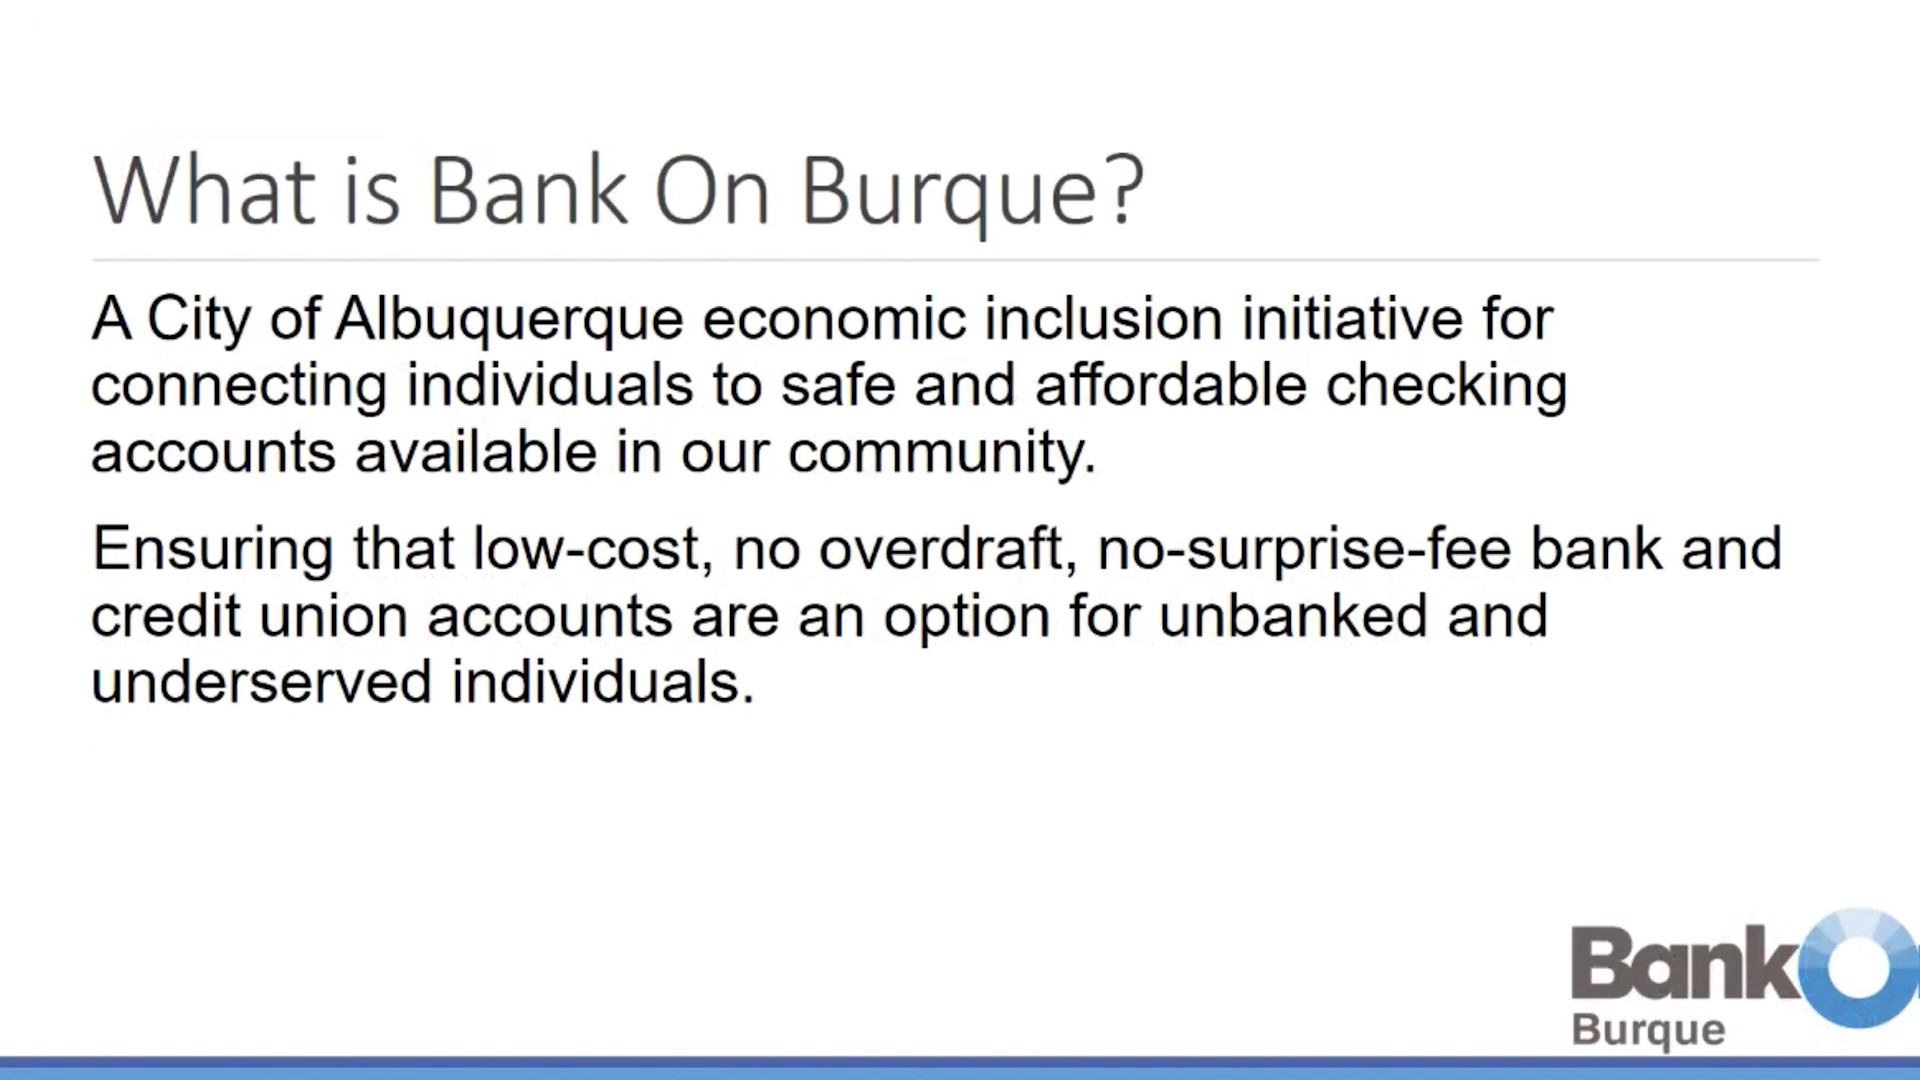 What is Bank On Burque?
A City of Albuquerque economic inclusion initiative for
connecting individuals to safe and affordable checking
accounts available in our community.
Ensuring that low-cost, no overdraft, no-surprise-fee bank and
credit union accounts are an option for unbanked and
underserved individuals.
Bank O
Burque